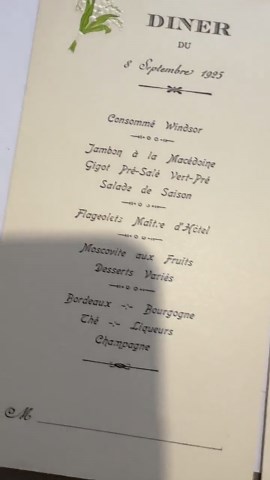 DINER
DU
8 Septembre 1925
Consommé Windsor
Jambon à la Macédoine
Gigot Pré-Salé Vert-Pré
Salade de Saison
Flageolets Maître d'Hôtel
Moscovite aux Fruits
Desserts Variés
Bordeaux -:- Bourgogne
Thé -:- Liqueurs
Champagne
M